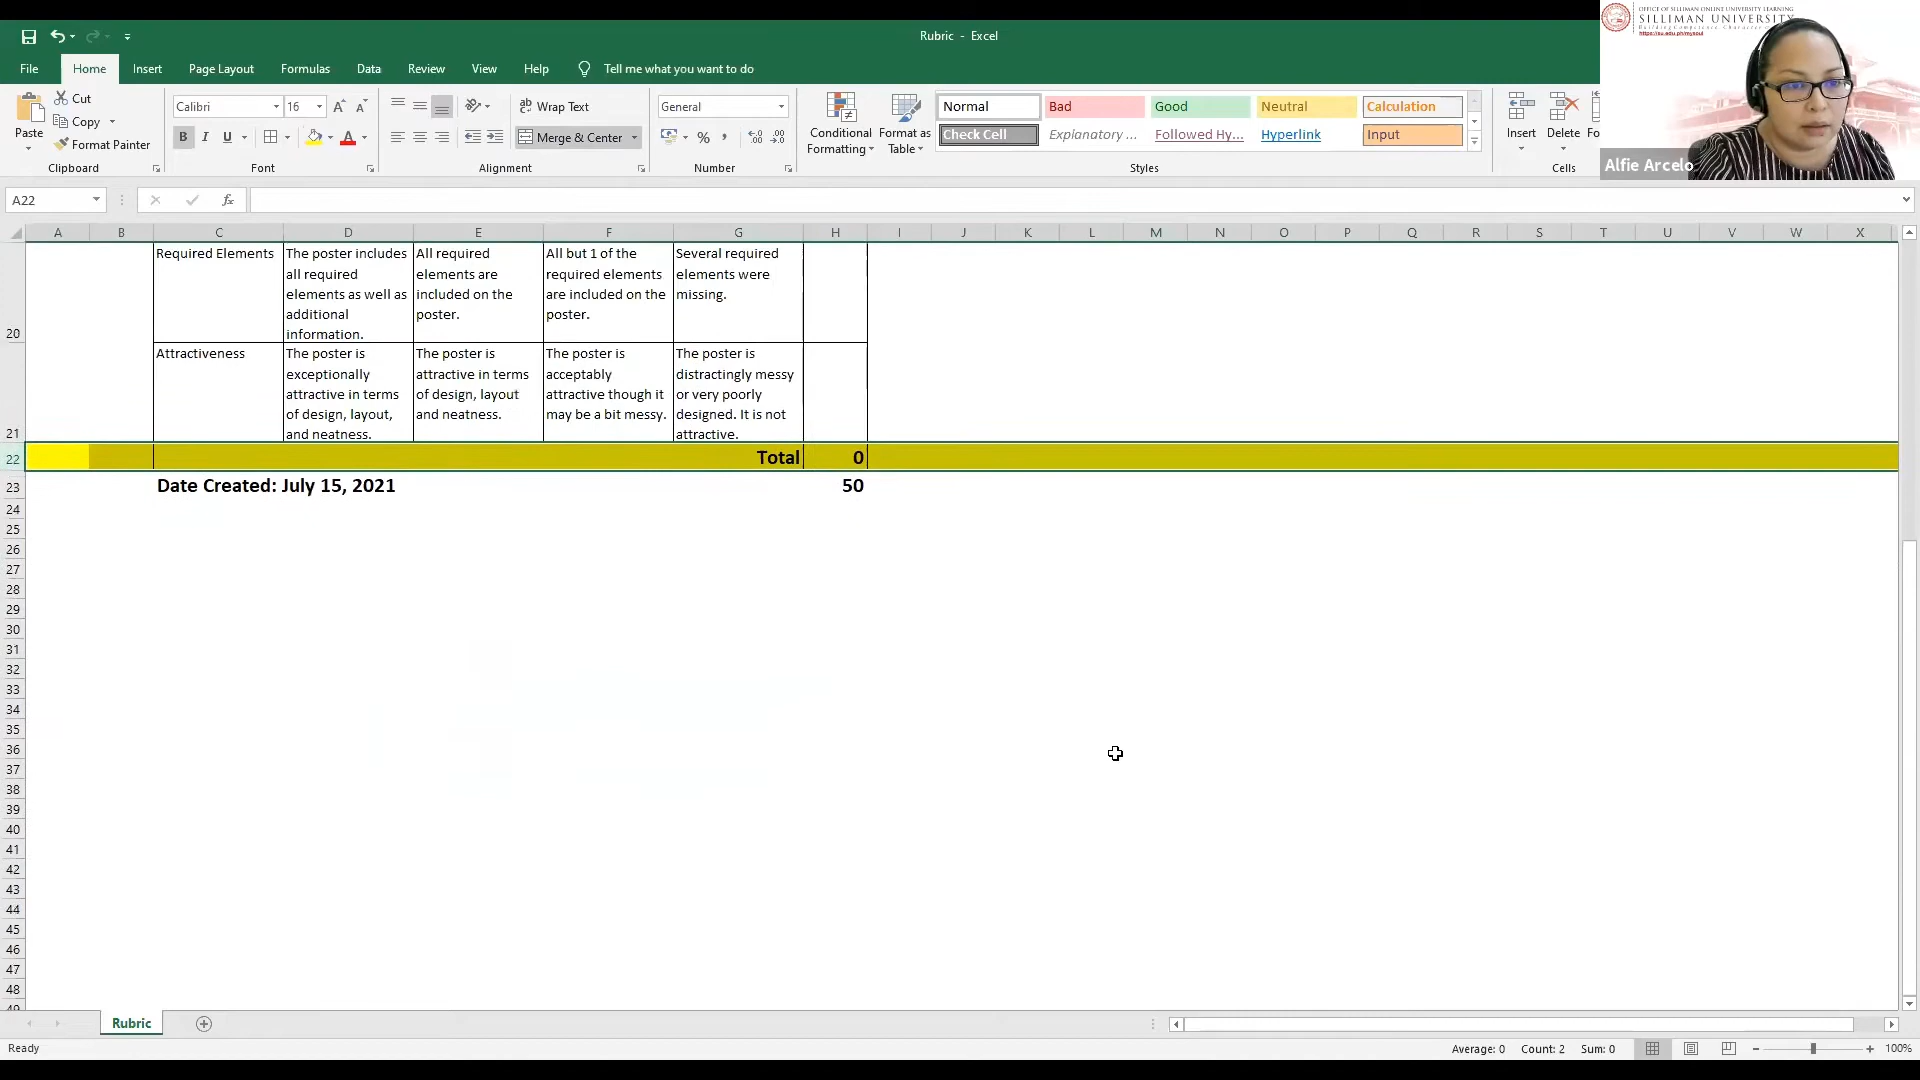 Rubric - Excel
OFFICE OF SILLIMAN ONLINE UNIVERSITY LEARNING
SILLIMAN UNIVERSITY
https://su.edu.ph/mysoul
File Home Insert Page Layout Formulas Data Review View Help Tell me what you want to do
Cut
Copy
Format Painter
Paste
Clipboard
Calibri 16
B I U
Font
Wrap Text
Merge & Center
Alignment
General
Number
Conditional Formatting
Format as Table
Normal Bad Good Neutral Calculation
Check Cell Explanatory ... Followed Hy... Hyperlink Input
Styles
Insert Delete Fo
Cells
Alfie Arcelo
A22 fx
A B C D E F G H I J K L M N O P Q R S T U V W X
Required Elements
The poster includes
all required
elements as well as
additional
information.
All required
elements are
included on the
poster.
All but 1 of the
required elements
are included on the
poster.
Several required
elements were
missing.
20
Attractiveness
The poster is
exceptionally
attractive in terms
of design, layout,
and neatness.
The poster is
attractive in terms
of design, layout
and neatness.
The poster is
acceptably
attractive though it
may be a bit messy.
The poster is
distractingly messy
or very poorly
designed. It is not
attractive.
21
22 Total 0
23 Date Created: July 15, 2021 50
24
25
26
27
28
29
30
31
32
33
34
35
36
37
38
39
40
41
42
43
44
45
46
47
48
49
Rubric
Ready Average: 0 Count: 2 Sum: 0 100%